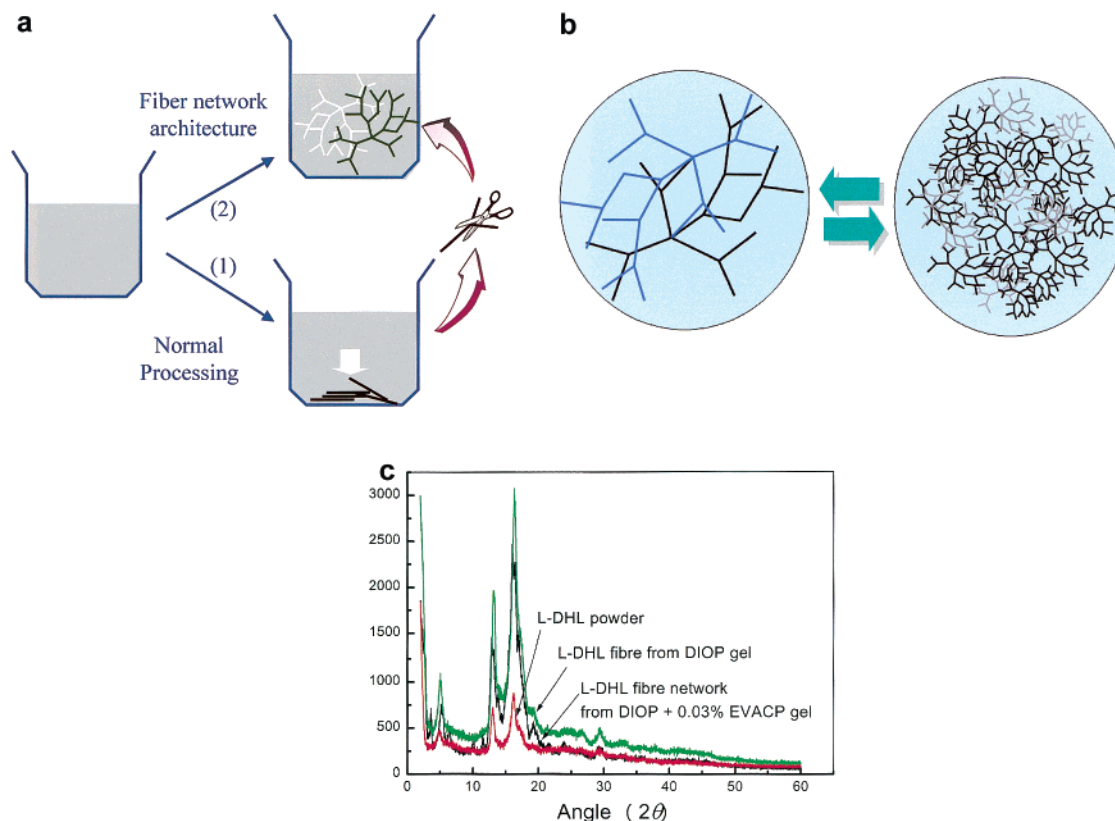 a
Fiber network
architecture
(2)
(1)
Normal
Processing
b
c
3000
2500
2000
1500
1000
500
0
L-DHL powder
L-DHL fibre from DIOP gel
L-DHL fibre network
from DIOP + 0.03% EVACP gel
0 10 20 30 40 50 60
Angle ( 2θ)